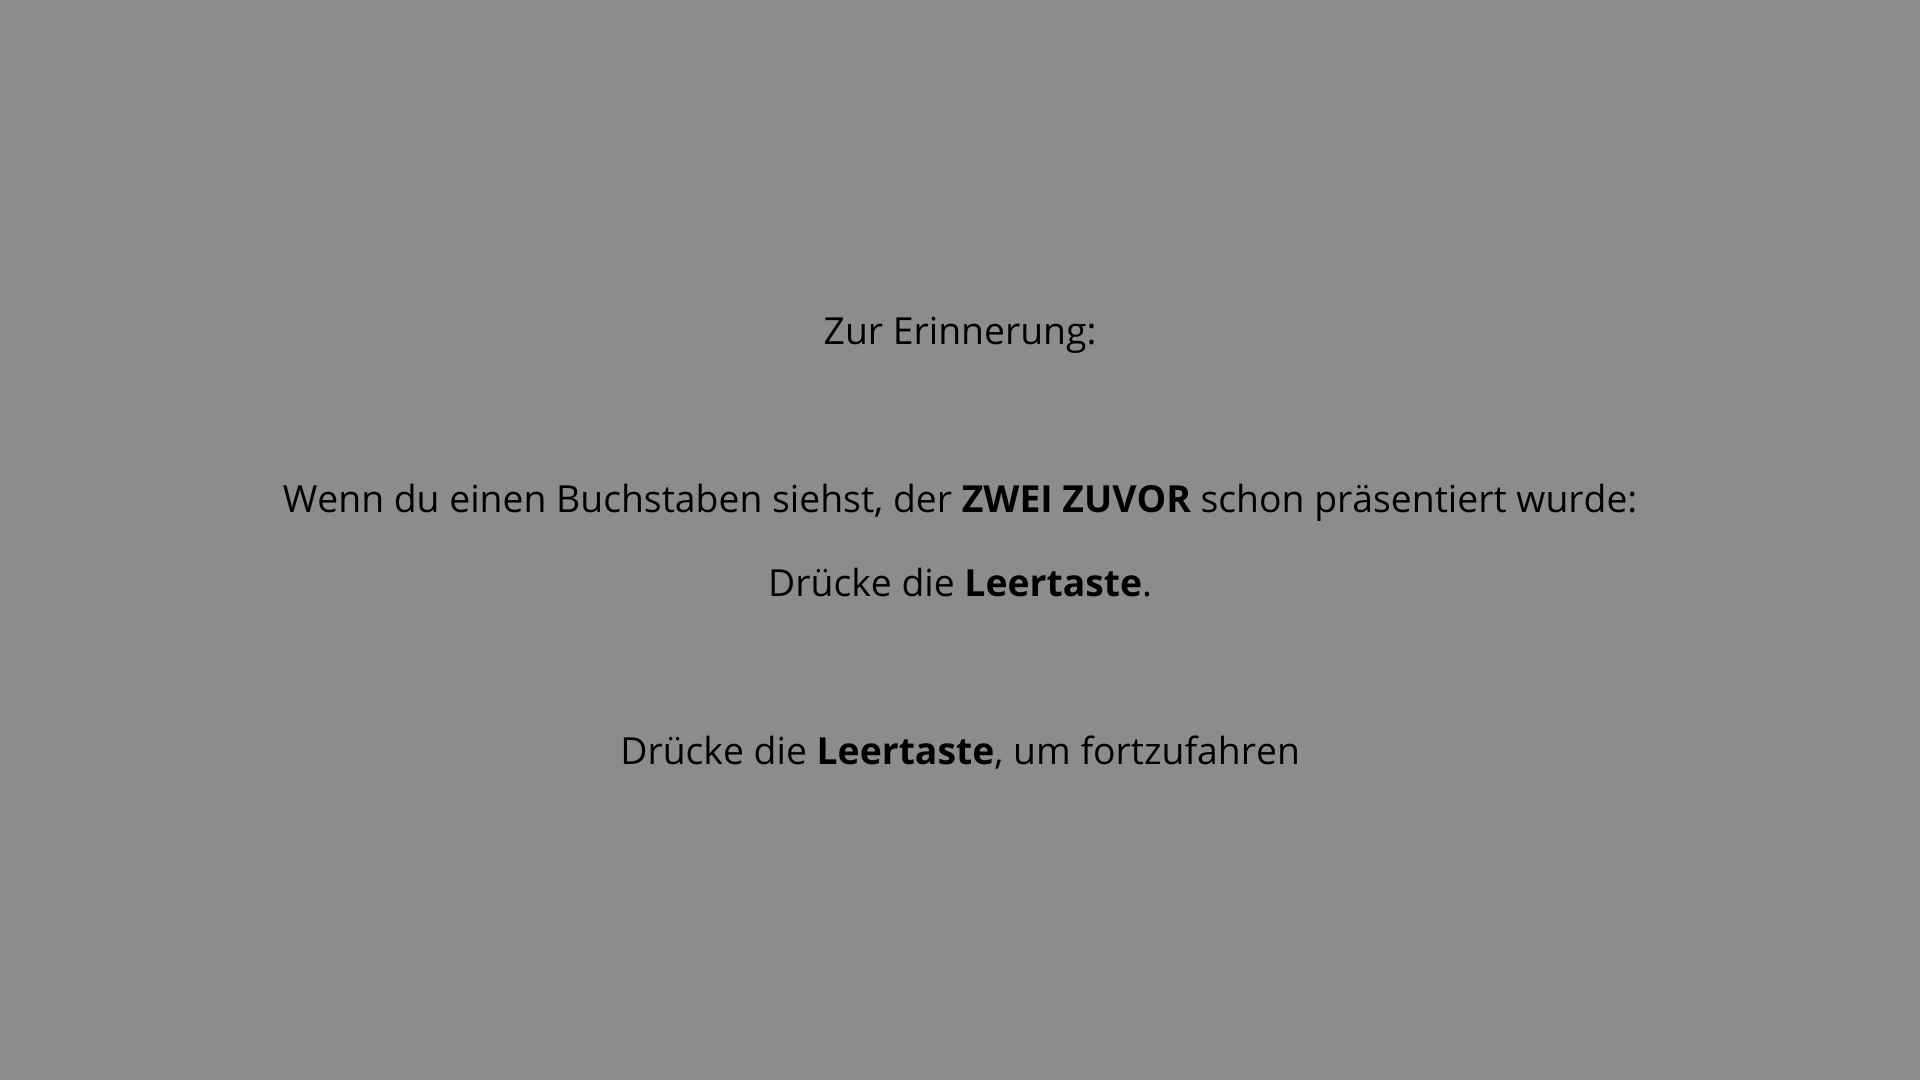 Zur Erinnerung:
Wenn du einen Buchstaben siehst, der ZWEI ZUVOR schon präsentiert wurde:
Drücke die Leertaste.
Drücke die Leertaste, um fortzufahren